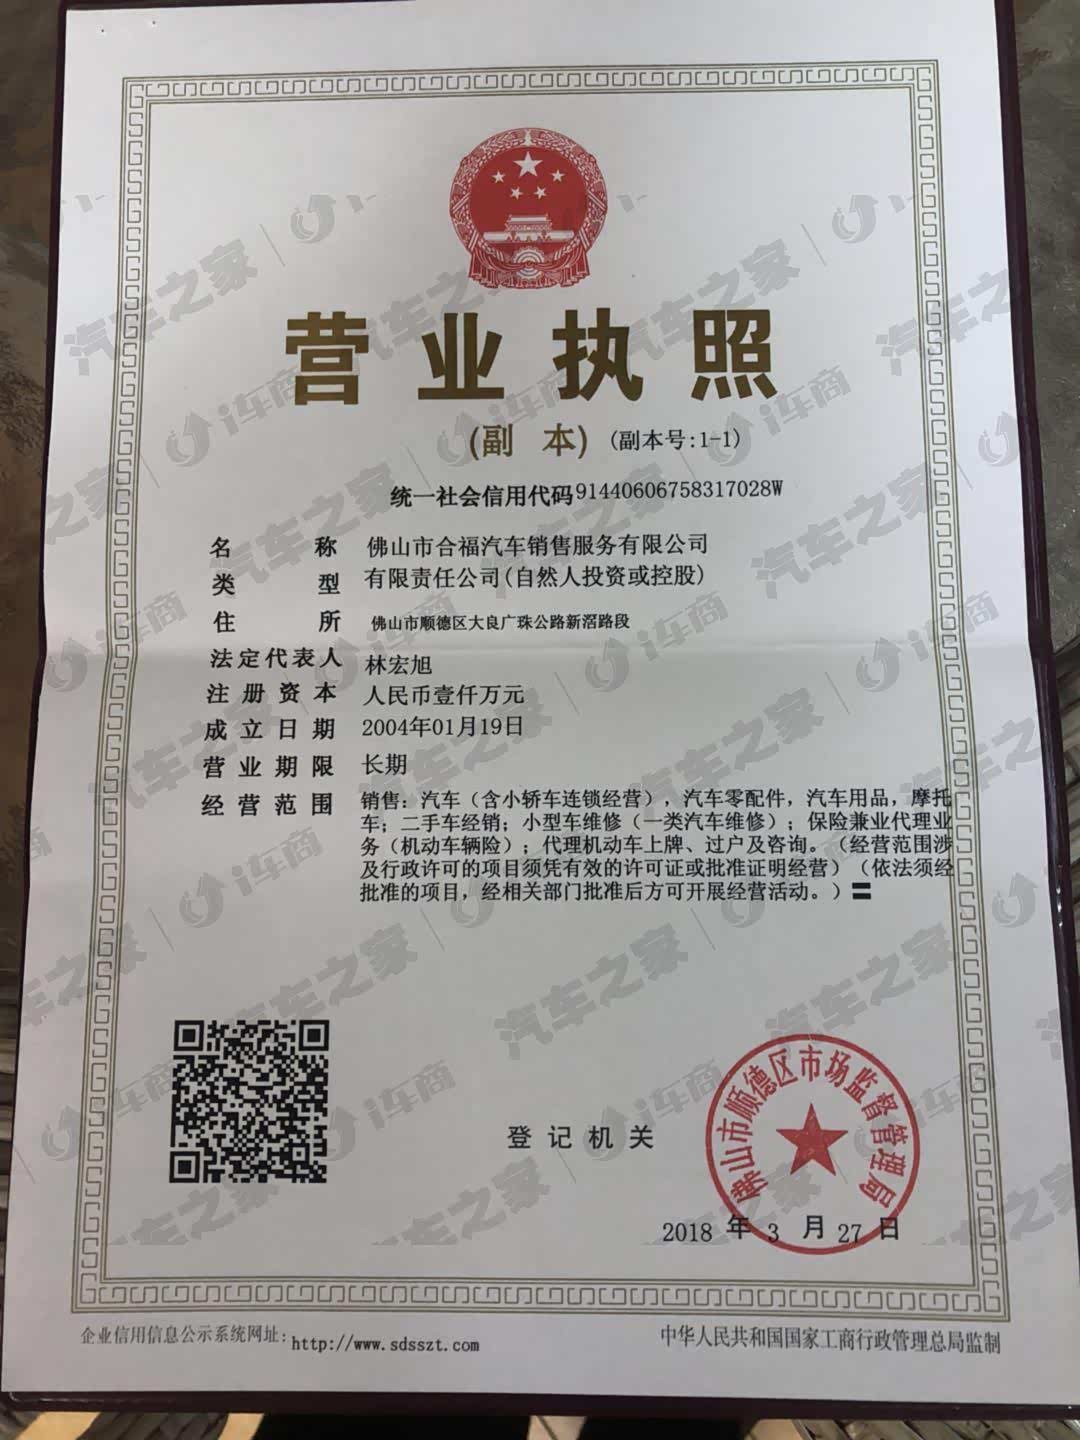 营业执照
(副 本) (副本号:1-1)
统一社会信用代码91440606758317028W
名 称 佛山市合福汽车销售服务有限公司
类 型 有限责任公司(自然人投资或控股)
住 所 佛山市顺德区大良广珠公路新滘路段
法定代表人 林宏旭
注册资本 人民币壹仟万元
成立日期 2004年01月19日
营业期限 长期
经营范围 销售：汽车（含小轿车连锁经营），汽车零配件，汽车用品，摩托
车；二手车经销；小型车维修（一类汽车维修）；保险兼业代理业
务（机动车辆险）；代理机动车上牌、过户及咨询。（经营范围涉
及行政许可的项目须凭有效的许可证或批准证明经营）（依法须经
批准的项目，经相关部门批准后方可开展经营活动。）〓
登记机关
佛山市顺德区市场监督管理局
2018 年 3 月 27 日
企业信用信息公示系统网址：http://www.sdsszt.com
中华人民共和国国家工商行政管理总局监制
汽车之家 i车商